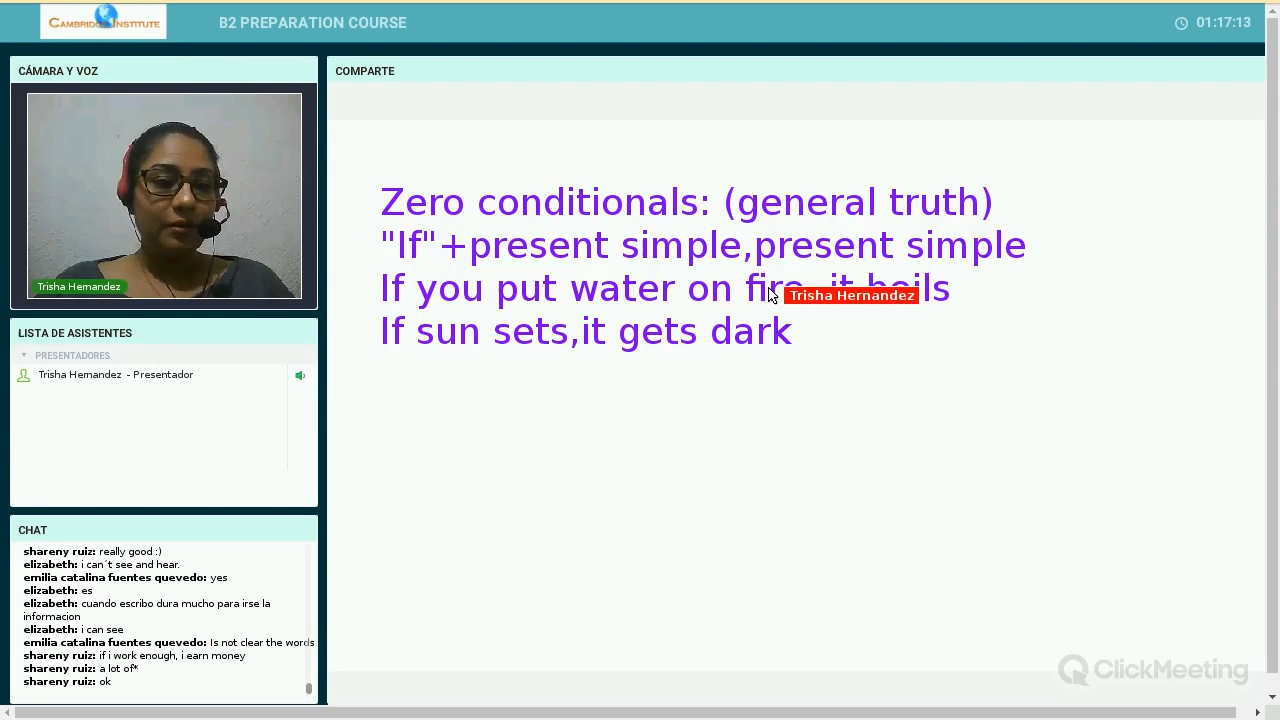 CAMBRIDGE INSTITUTE
B2 PREPARATION COURSE
01:17:13
CÁMARA Y VOZ
Trisha Hernandez
LISTA DE ASISTENTES
PRESENTADORES
Trisha Hernandez - Presentador
CHAT
shareny ruiz: really good :)
elizabeth: i can´t see and hear.
emilia catalina fuentes quevedo: yes
elizabeth: es
elizabeth: cuando escribo dura mucho para irse la
informacion
elizabeth: i can see
emilia catalina fuentes quevedo: Is not clear the words
shareny ruiz: if i work enough, i earn money
shareny ruiz: a lot of*
shareny ruiz: ok
COMPARTE
Zero conditionals: (general truth)
"If"+present simple,present simple
If you put water on fire, it boils
Trisha Hernandez
If sun sets,it gets dark
ClickMeeting